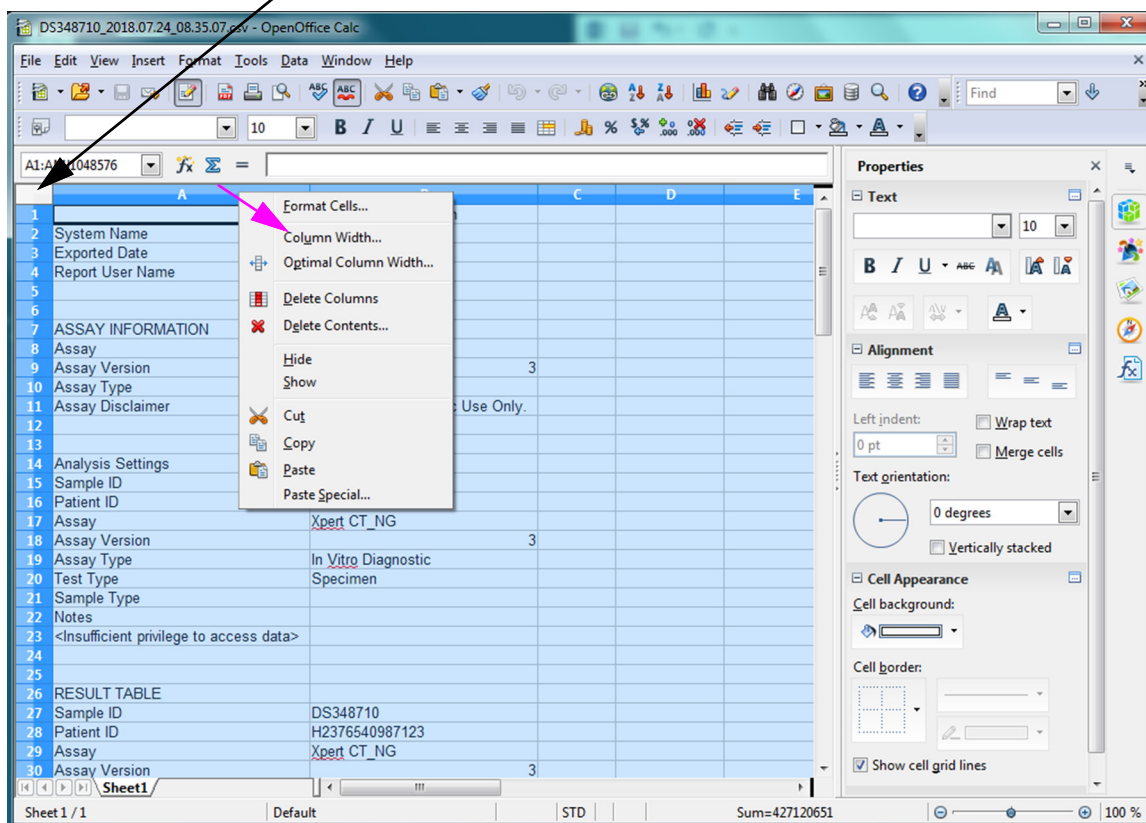 DS348710_2018.07.24_08.35.07.csv - OpenOffice Calc
File Edit View Insert Format Tools Data Window Help
Find
10
A1: 1048576
Properties
A C D E
Text
10
Format Cells...
Column Width...
Optimal Column Width...
Delete Columns
Delete Contents...
Hide
Show
Cut
Copy
Paste
Paste Special...
1
2 System Name
3 Exported Date
4 Report User Name
5
6
7 ASSAY INFORMATION
8 Assay
9 Assay Version 3
10 Assay Type
11 Assay Disclaimer Use Only.
12
13
14 Analysis Settings
15 Sample ID
16 Patient ID
17 Assay Xpert CT_NG
18 Assay Version 3
19 Assay Type In Vitro Diagnostic
20 Test Type Specimen
21 Sample Type
22 Notes
23 <Insufficient privilege to access data>
24
25
26 RESULT TABLE
27 Sample ID DS348710
28 Patient ID H2376540987123
29 Assay Xpert CT_NG
30 Assay Version 3
Alignment
Left indent:
0 pt
Wrap text
Merge cells
Text orientation:
0 degrees
Vertically stacked
Cell Appearance
Cell background:
Cell border:
Show cell grid lines
Sheet1
Sheet 1 / 1 Default STD Sum=427120651 100 %